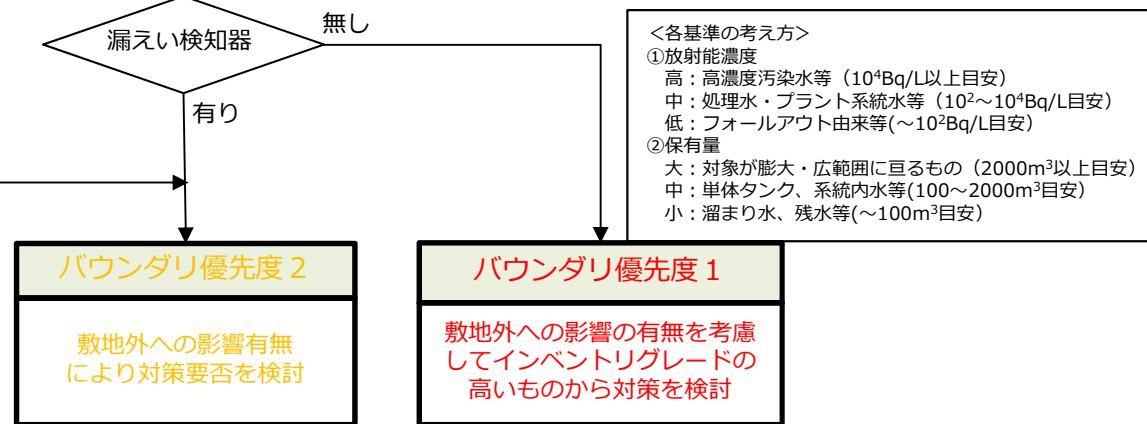 漏えい検知器
無し
有り
＜各基準の考え方＞
①放射能濃度
高：高濃度汚染水等（10⁴Bq/L以上目安）
中：処理水・プラント系統水等（10²～10⁴Bq/L目安）
低：フォールアウト由来等(～10²Bq/L目安）
②保有量
大：対象が膨大・広範囲に亘るもの（2000m³以上目安）
中：単体タンク、系統内水等(100～2000m³目安）
小：溜まり水、残水等(～100m³目安）
バウンダリ優先度２
敷地外への影響有無
により対策要否を検討
バウンダリ優先度１
敷地外への影響の有無を考慮
してインベントリグレードの
高いものから対策を検討